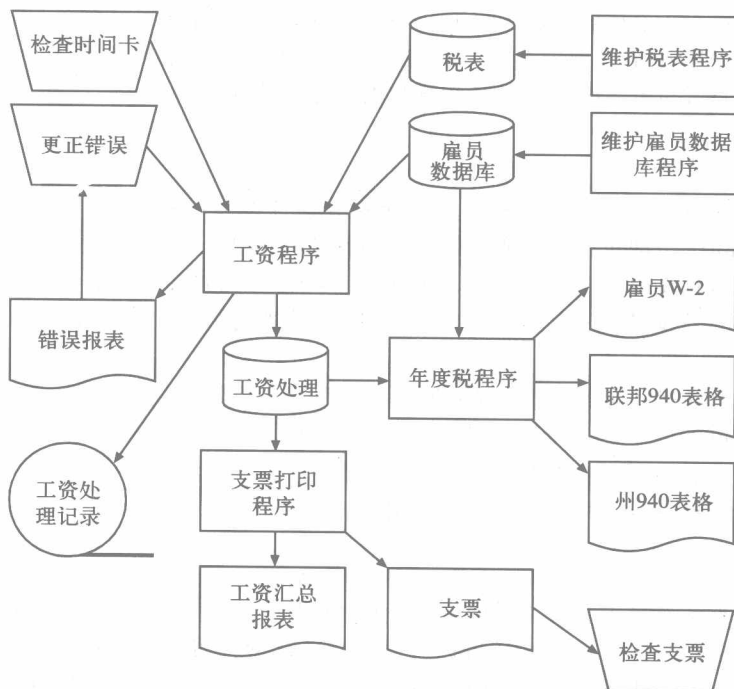 检查时间卡
税表
维护税表程序
更正错误
雇员
数据库
维护雇员数据
库程序
工资程序
雇员W-2
错误报表
工资处理
年度税程序
联邦940表格
工资处
理记录
支票打印
程序
州940表格
工资汇总
报表
支票
检查支票